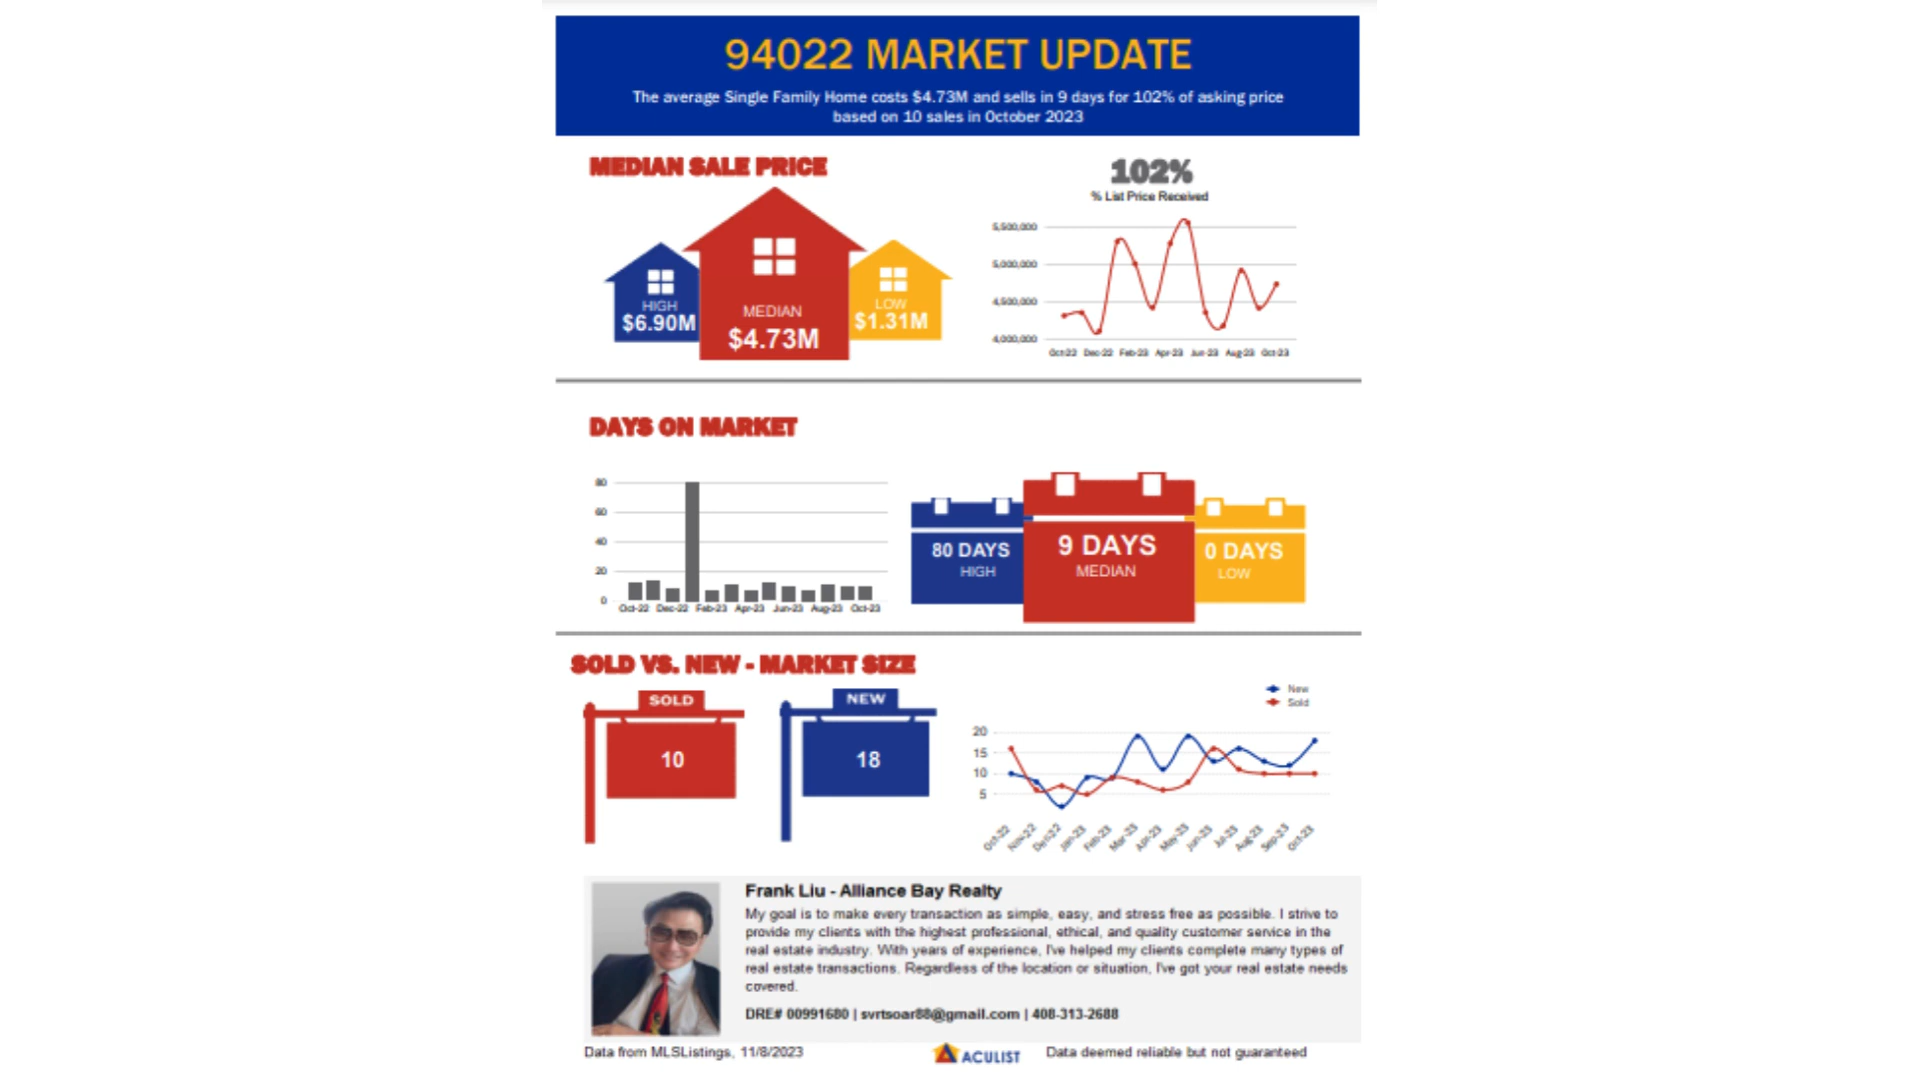 94022 MARKET UPDATE
The average Single Family Home costs $4.73M and sells in 9 days for 102% of asking price
based on 10 sales in October 2023
MEDIAN SALE PRICE
HIGH
$6.90M
MEDIAN
$4.73M
LOW
$1.31M
102%
% List Price Received
5,500,000
5,000,000
4,500,000
4,000,000
Oct-22 Dec-22 Feb-23 Apr-23 Jun-23 Aug-23 Oct-23
DAYS ON MARKET
80
60
40
20
0
Oct-22 Dec-22 Feb-23 Apr-23 Jun-23 Aug-23 Oct-23
80 DAYS
HIGH
9 DAYS
MEDIAN
0 DAYS
LOW
SOLD VS. NEW - MARKET SIZE
SOLD
10
NEW
18
New
Sold
20
15
10
5
Oct-22 Nov-22 Dec-22 Jan-23 Feb-23 Mar-23 Apr-23 May-23 Jun-23 Jul-23 Aug-23 Sep-23 Oct-23
Frank Liu - Alliance Bay Realty
My goal is to make every transaction as simple, easy, and stress free as possible. I strive to
provide my clients with the highest professional, ethical, and quality customer service in the
real estate industry. With years of experience, I've helped my clients complete many types of
real estate transactions. Regardless of the location or situation, I've got your real estate needs
covered.
DRE# 00991680 | svrtsoar88@gmail.com | 408-313-2688
Data from MLSListings, 11/8/2023
ACULIST
Data deemed reliable but not guaranteed